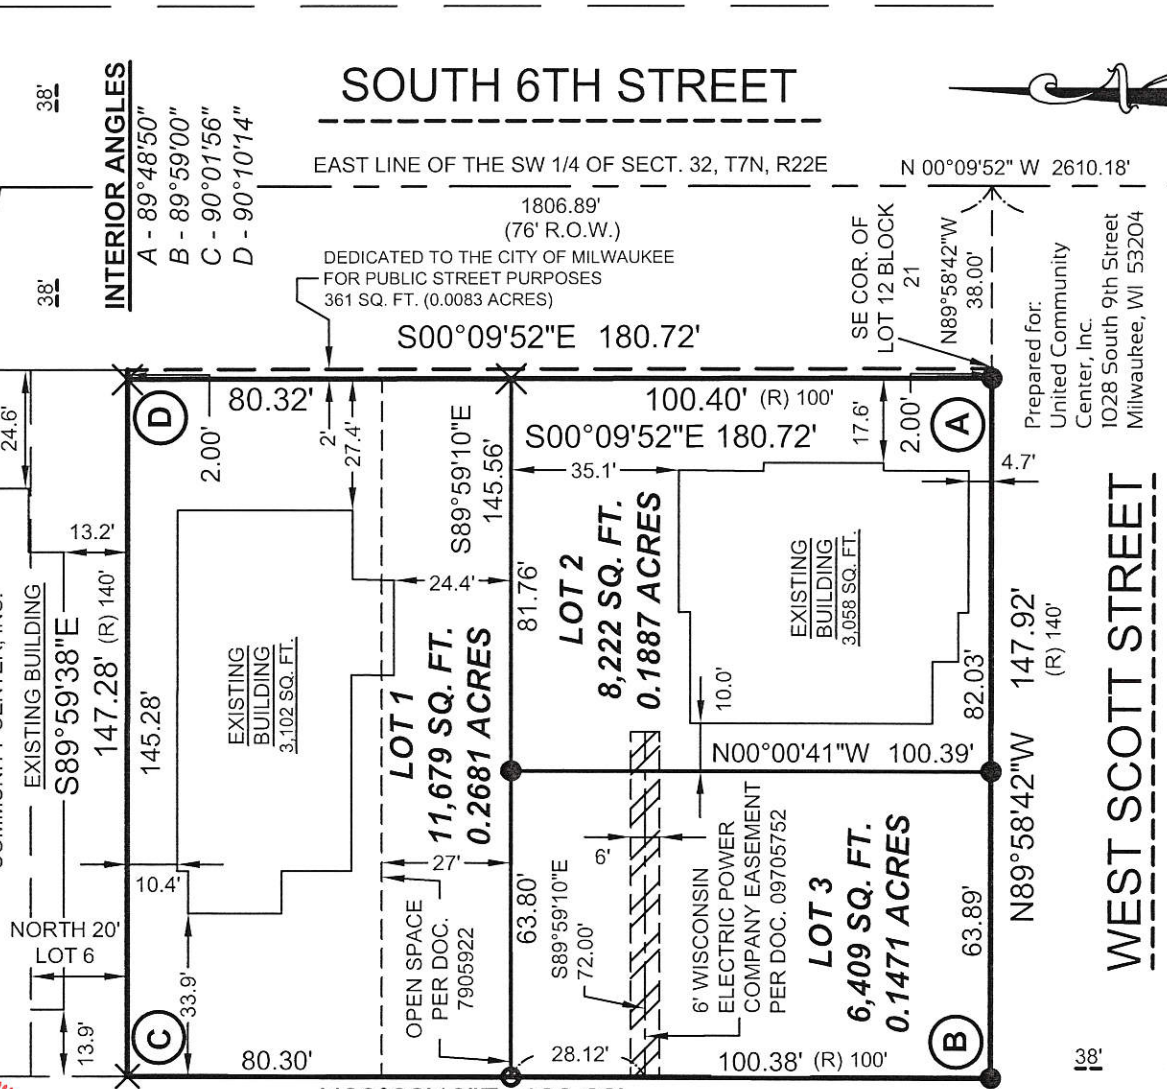 SOUTH 6TH STREET
EAST LINE OF THE SW 1/4 OF SECT. 32, T7N, R22E
N 00°09'52" W 2610.18'
1806.89'
(76' R.O.W.)
38'
38'
INTERIOR ANGLES
A - 89°48'50"
B - 89°59'00"
C - 90°01'56"
D - 90°10'14"
DEDICATED TO THE CITY OF MILWAUKEE
FOR PUBLIC STREET PURPOSES
361 SQ. FT. (0.0083 ACRES)
SE COR. OF
LOT 12 BLOCK
21
N89°58'42"W
38.00'
Prepared for:
United Community
Center, Inc.
1028 South 9th Street
Milwaukee, WI 53204
S00°09'52"E 180.72'
80.32'
100.40' (R) 100'
S00°09'52"E 180.72'
D
A
2.00'
2'
27.4'
S89°59'10"E
145.56'
17.6'
2.00'
35.1'
4.7'
24.6'
13.2'
24.4'
EXISTING BUILDING
S89°59'38"E
147.28' (R) 140'
145.28'
EXISTING
BUILDING
3,102 SQ. FT.
LOT 1
11,679 SQ. FT.
0.2681 ACRES
81.76'
LOT 2
8,222 SQ. FT.
0.1887 ACRES
EXISTING
BUILDING
3,058 SQ. FT.
10.0'
82.03'
147.92'
(R) 140'
N89°58'42"W
WEST SCOTT STREET
N00°00'41"W 100.39'
10.4'
27'
6'
NORTH 20'
LOT 6
33.9'
13.9'
OPEN SPACE
PER DOC.
7905922
63.80'
S89°59'10"E
72.00'
6' WISCONSIN
ELECTRIC POWER
COMPANY EASEMENT
PER DOC. 09705752
LOT 3
6,409 SQ. FT.
0.1471 ACRES
63.89'
C
B
80.30'
28.12'
100.38' (R) 100'
38'